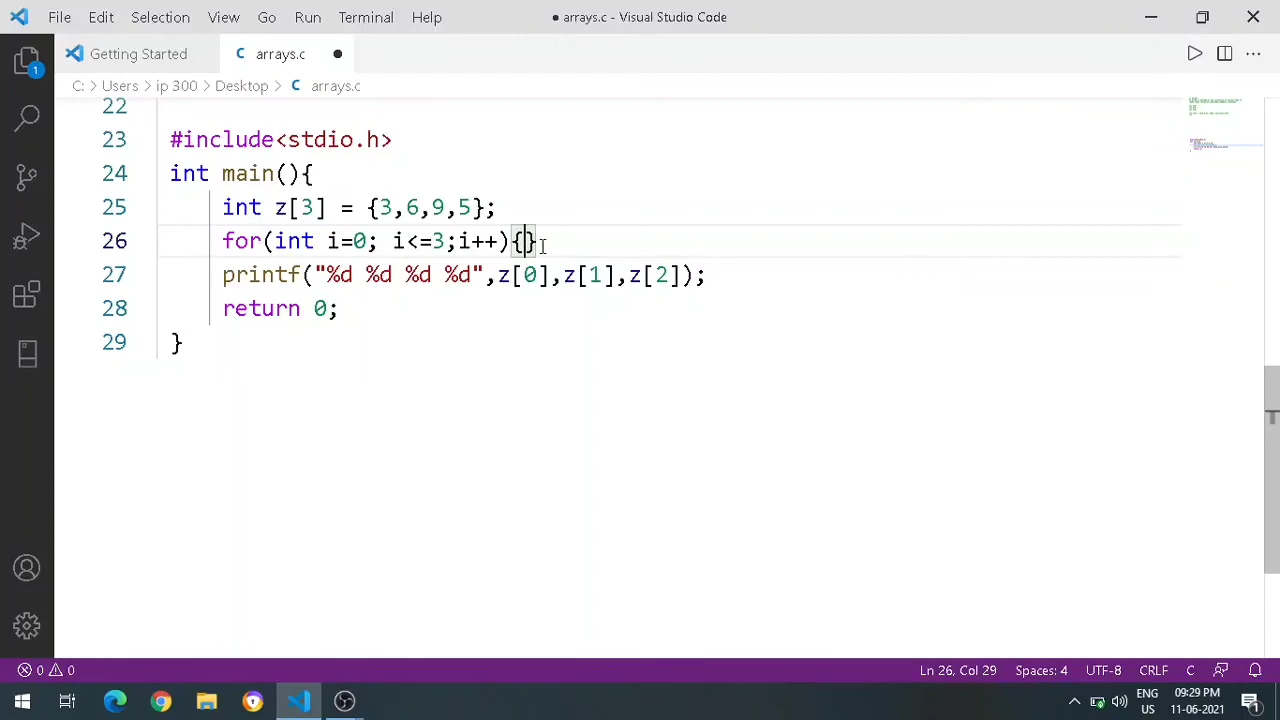 File Edit Selection View Go Run Terminal Help ● arrays.c - Visual Studio Code
Getting Started C arrays.c ●
C: > Users > ip 300 > Desktop > C arrays.c
22
23 #include<stdio.h>
24 int main(){
25 int z[3] = {3,6,9,5};
26 for(int i=0; i<=3;i++){}
27 printf("%d %d %d %d",z[0],z[1],z[2]);
28 return 0;
29 }
1
0 0 Ln 26, Col 29 Spaces: 4 UTF-8 CRLF C
ENG 09:29 PM
US 11-06-2021 1